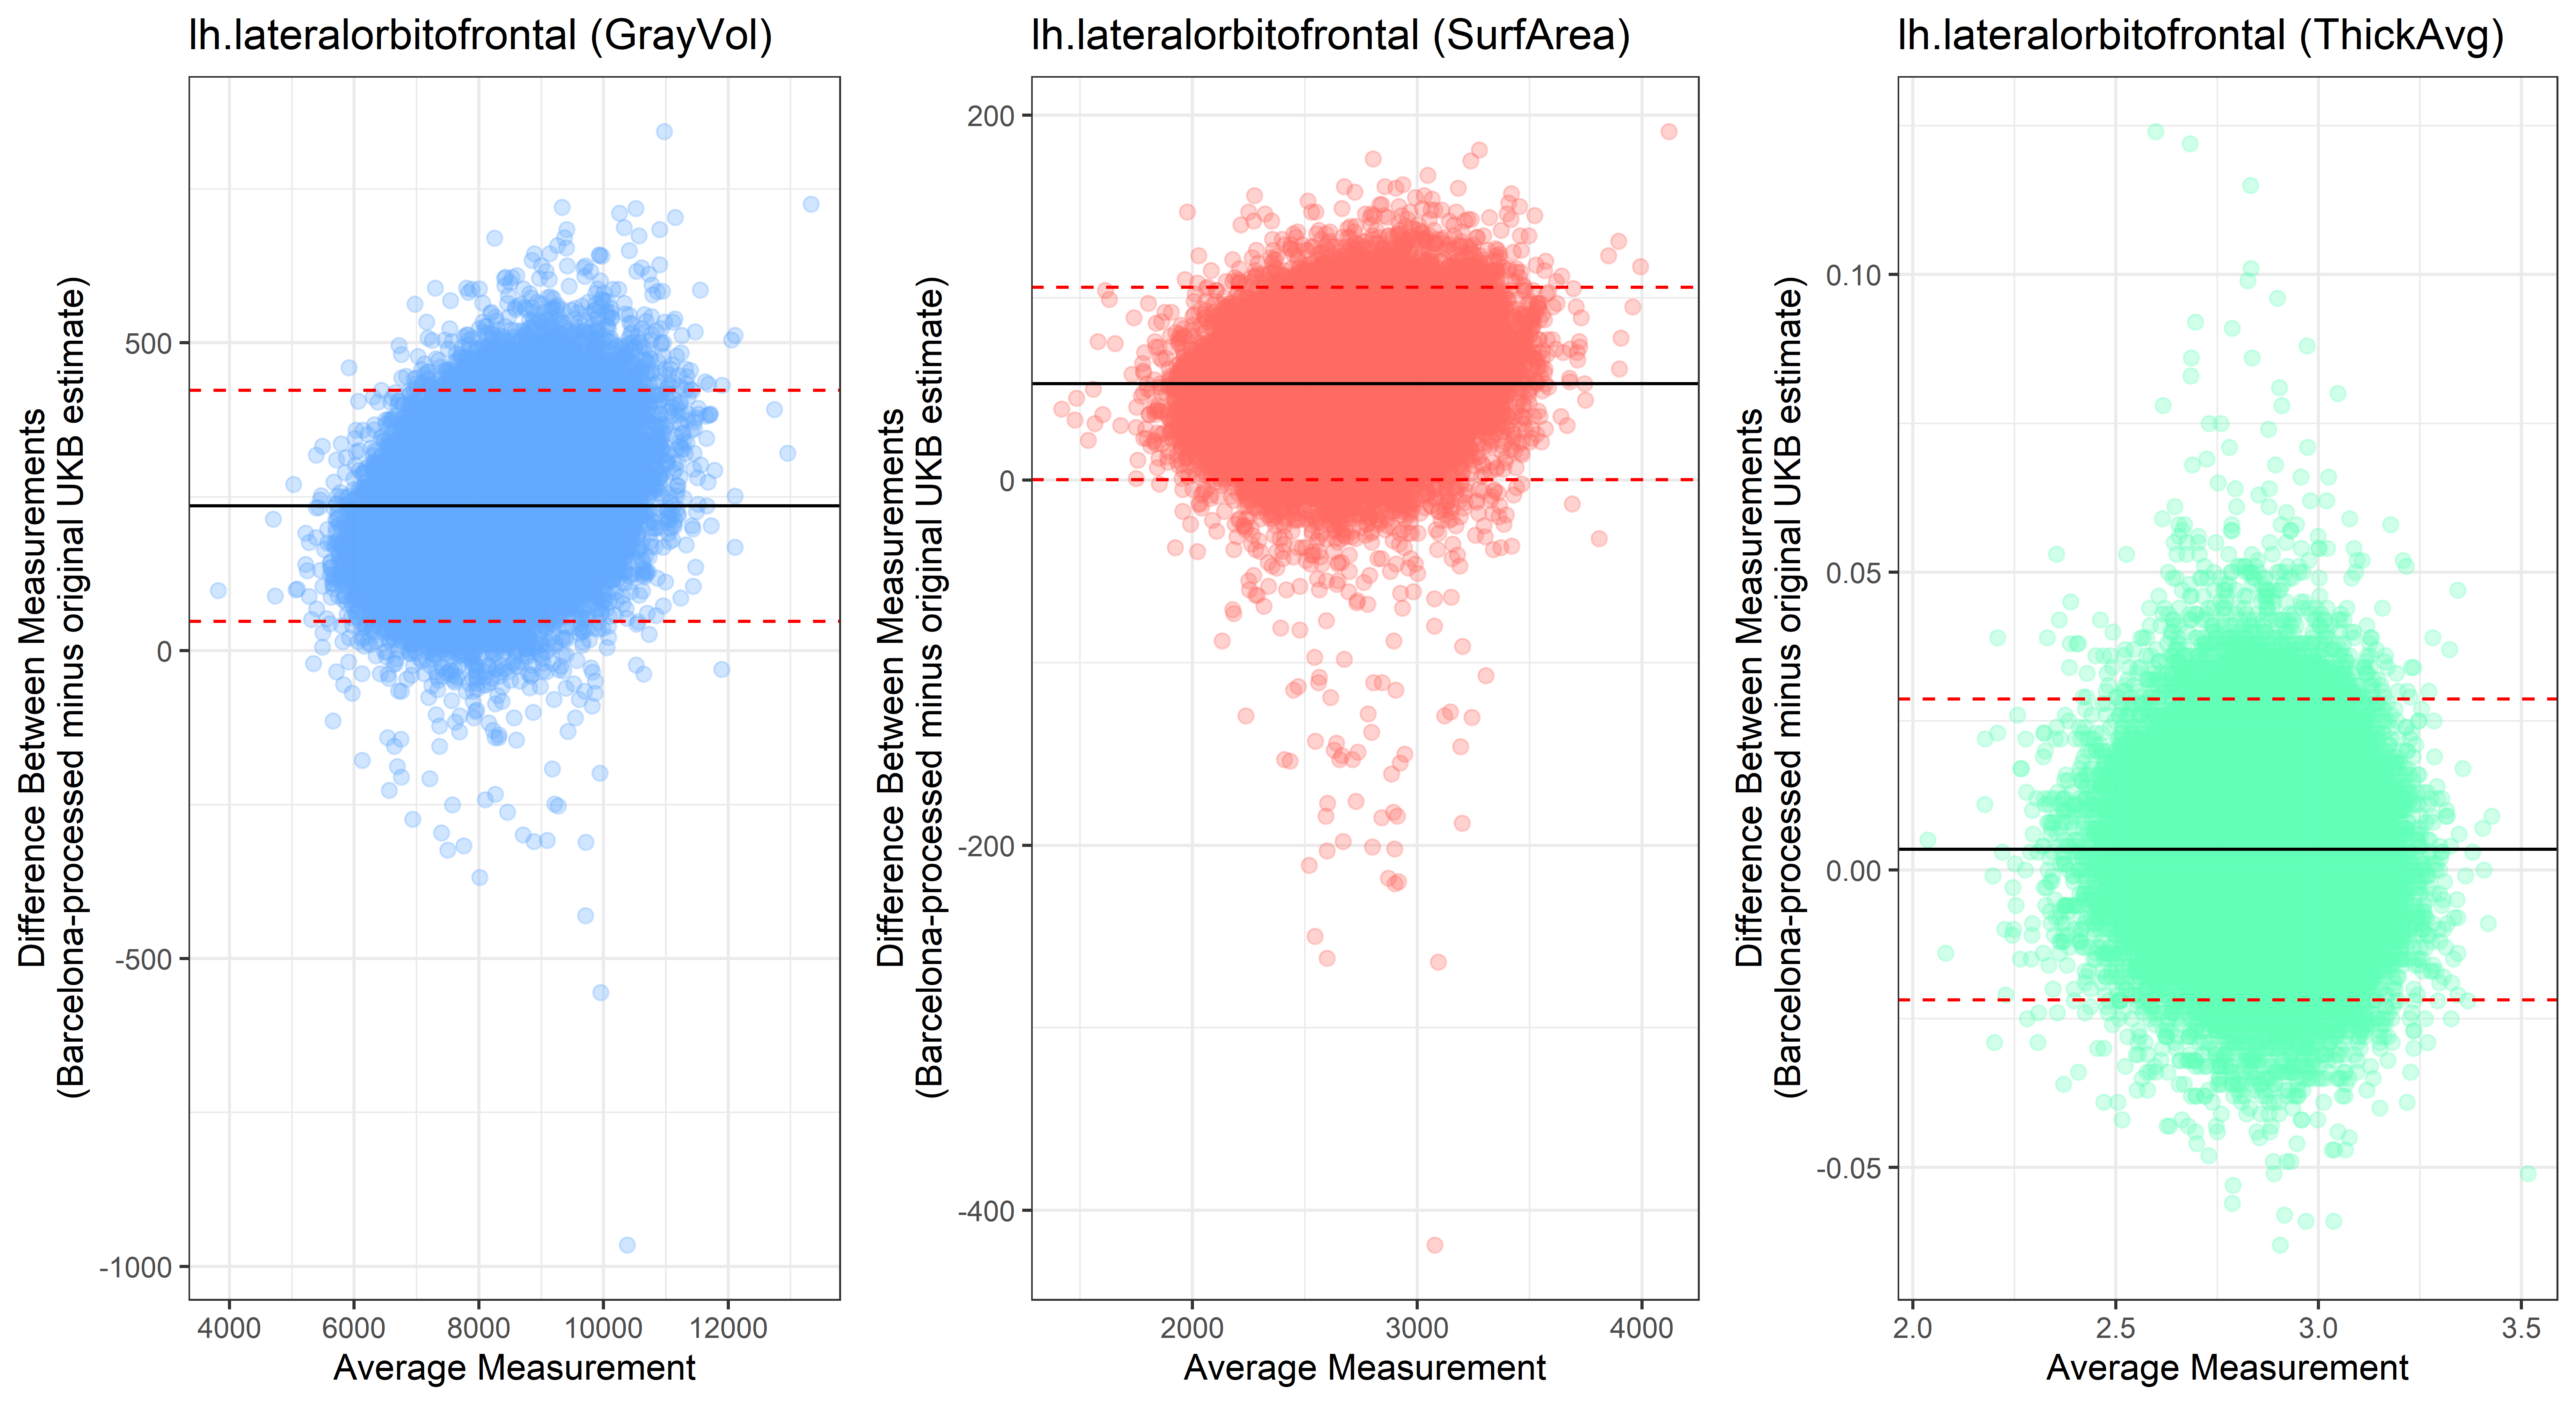 lh.lateralorbitofrontal (GrayVol)
Difference Between Measurements
(Barcelona-processed minus original UKB estimate)
500
0
-500
-1000
4000 6000 8000 10000 12000
Average Measurement
lh.lateralorbitofrontal (SurfArea)
Difference Between Measurements
(Barcelona-processed minus original UKB estimate)
200
0
-200
-400
2000 3000 4000
Average Measurement
lh.lateralorbitofrontal (ThickAvg)
Difference Between Measurements
(Barcelona-processed minus original UKB estimate)
0.10
0.05
0.00
-0.05
2.0 2.5 3.0 3.5
Average Measurement